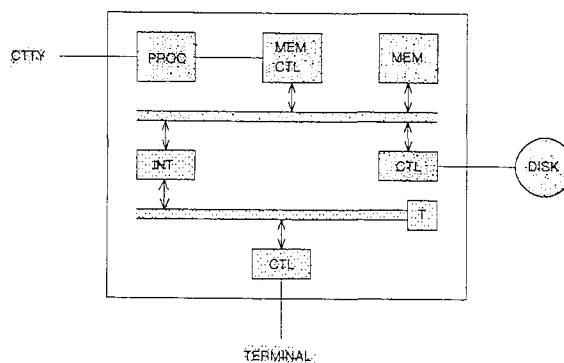 CTTY
PROC
MEM
CTL
MEM
INT
CTL
DISK
T
CTL
TERMINAL